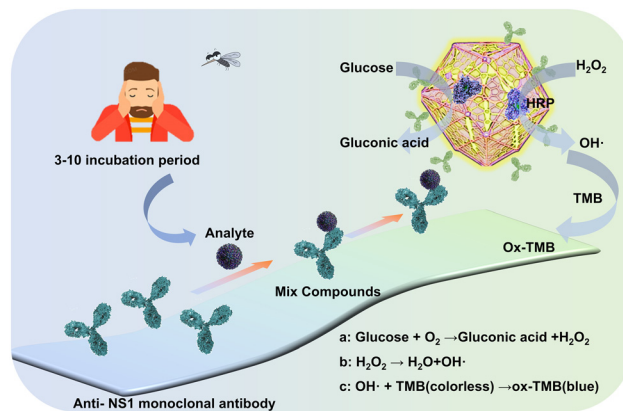 Glucose
H₂O₂
HRP
Gluconic acid
OH·
3-10 incubation period
TMB
Analyte
Ox-TMB
Mix Compounds
a: Glucose + O₂ →Gluconic acid +H₂O₂
b: H₂O₂ → H₂O+OH·
c: OH· + TMB(colorless) →ox-TMB(blue)
Anti- NS1 monoclonal antibody